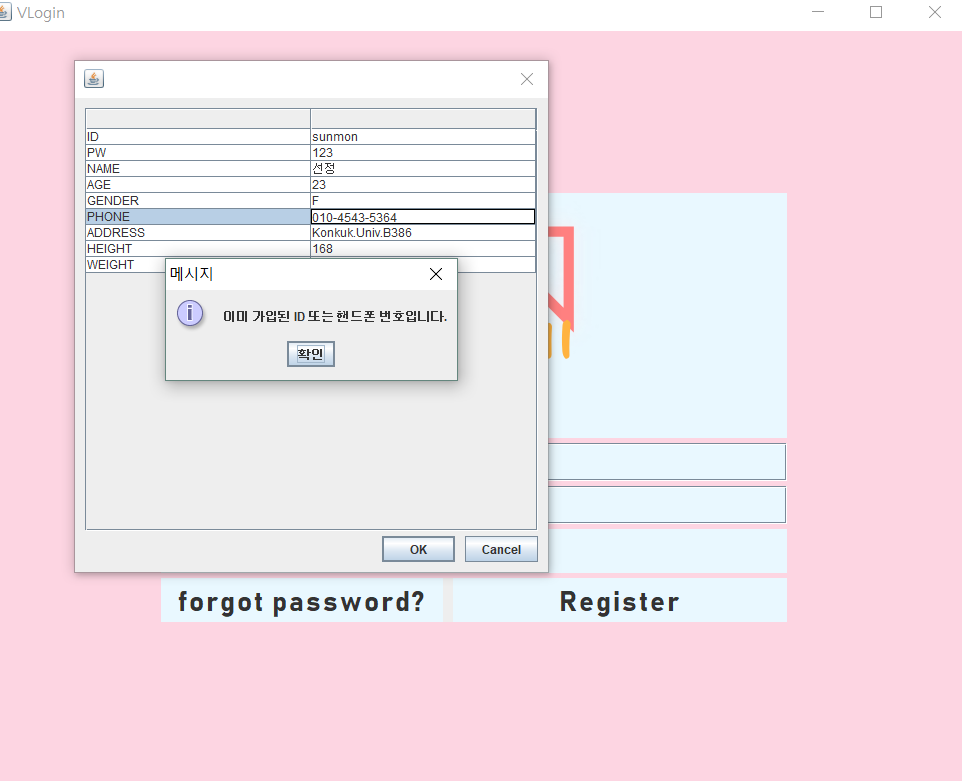 VLogin
ID sunmon
PW 123
NAME 선정
AGE 23
GENDER F
PHONE 010-4543-5364
ADDRESS Konkuk.Univ.B386
HEIGHT 168
WEIGHT
메시지
이미 가입된 ID 또는 핸드폰 번호입니다.
확인
OK Cancel
forgot password? Register